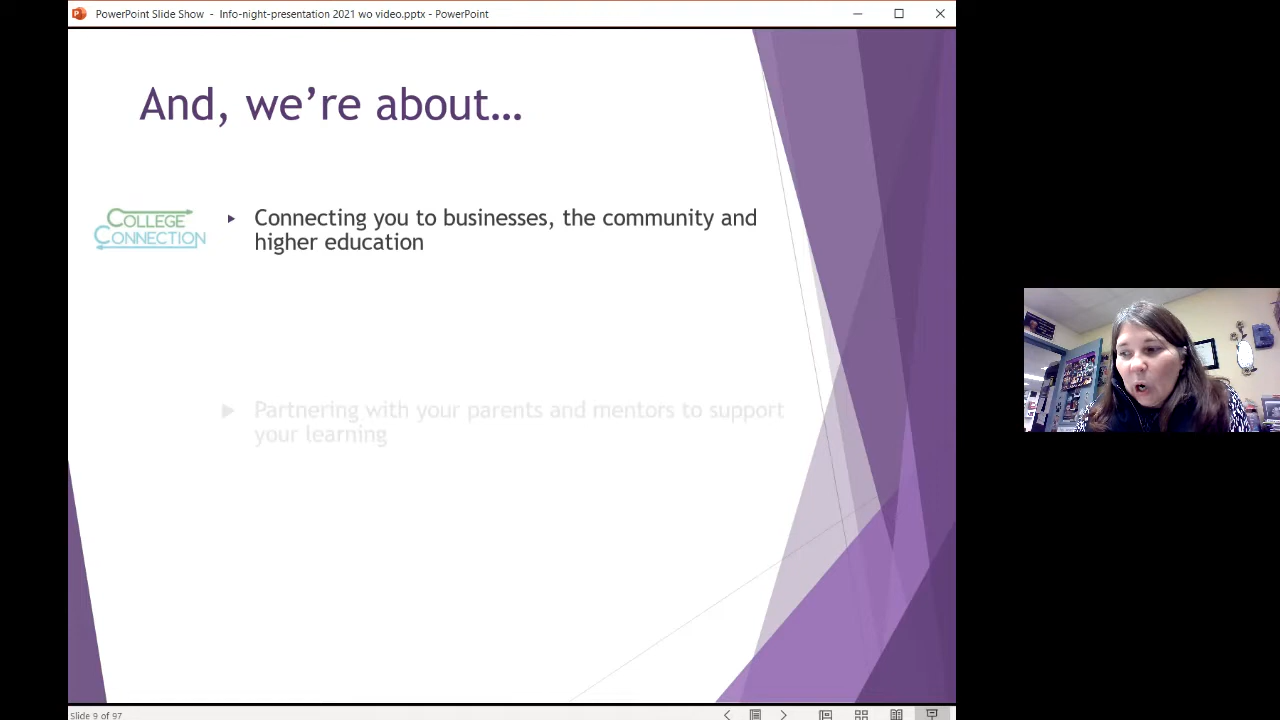 PowerPoint Slide Show - Info-night-presentation 2021 wo video.pptx - PowerPoint
And, we're about…
COLLEGE
CONNECTION
Connecting you to businesses, the community and
higher education
Partnering with your parents and mentors to support
your learning
Slide 9 of 97